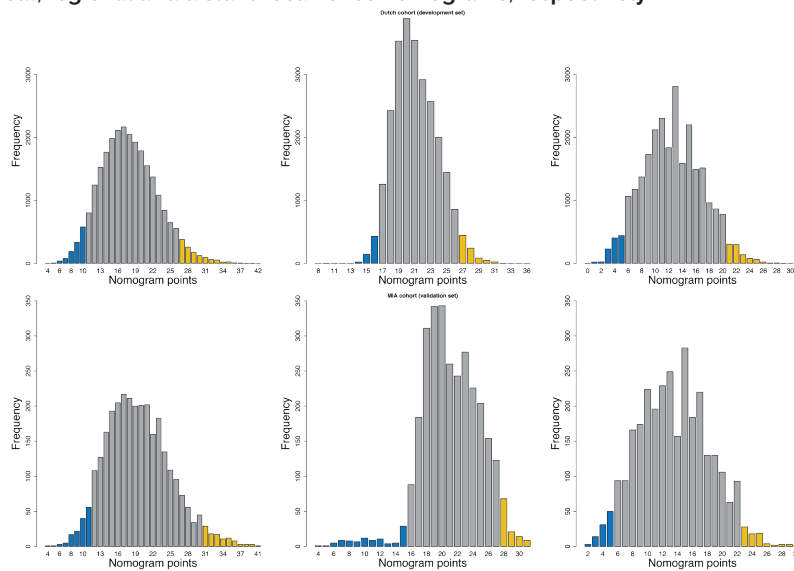 Dutch cohort (development set)
Frequency
0 1000 2000 3000
4 6 8 10 13 16 19 22 25 28 31 34 37 42
Nomogram points
Frequency
0 1000 2000 3000
8 11 13 15 17 19 21 23 25 27 29 31 33 36
Nomogram points
Frequency
0 1000 2000 3000
0 2 4 6 8 10 12 14 16 18 20 22 24 26 28 30
Nomogram points
MIA cohort (validation set)
Frequency
0 50 100 150 200 250 300 350
4 6 8 10 13 16 19 22 25 28 31 34 37 41
Nomogram points
Frequency
0 50 100 150 200 250 300 350
4 6 8 10 12 14 16 18 20 22 24 26 28 30
Nomogram points
Frequency
0 50 100 150 200 250 300 350
2 4 6 8 10 12 14 16 18 20 22 24 26 28
Nomogram points